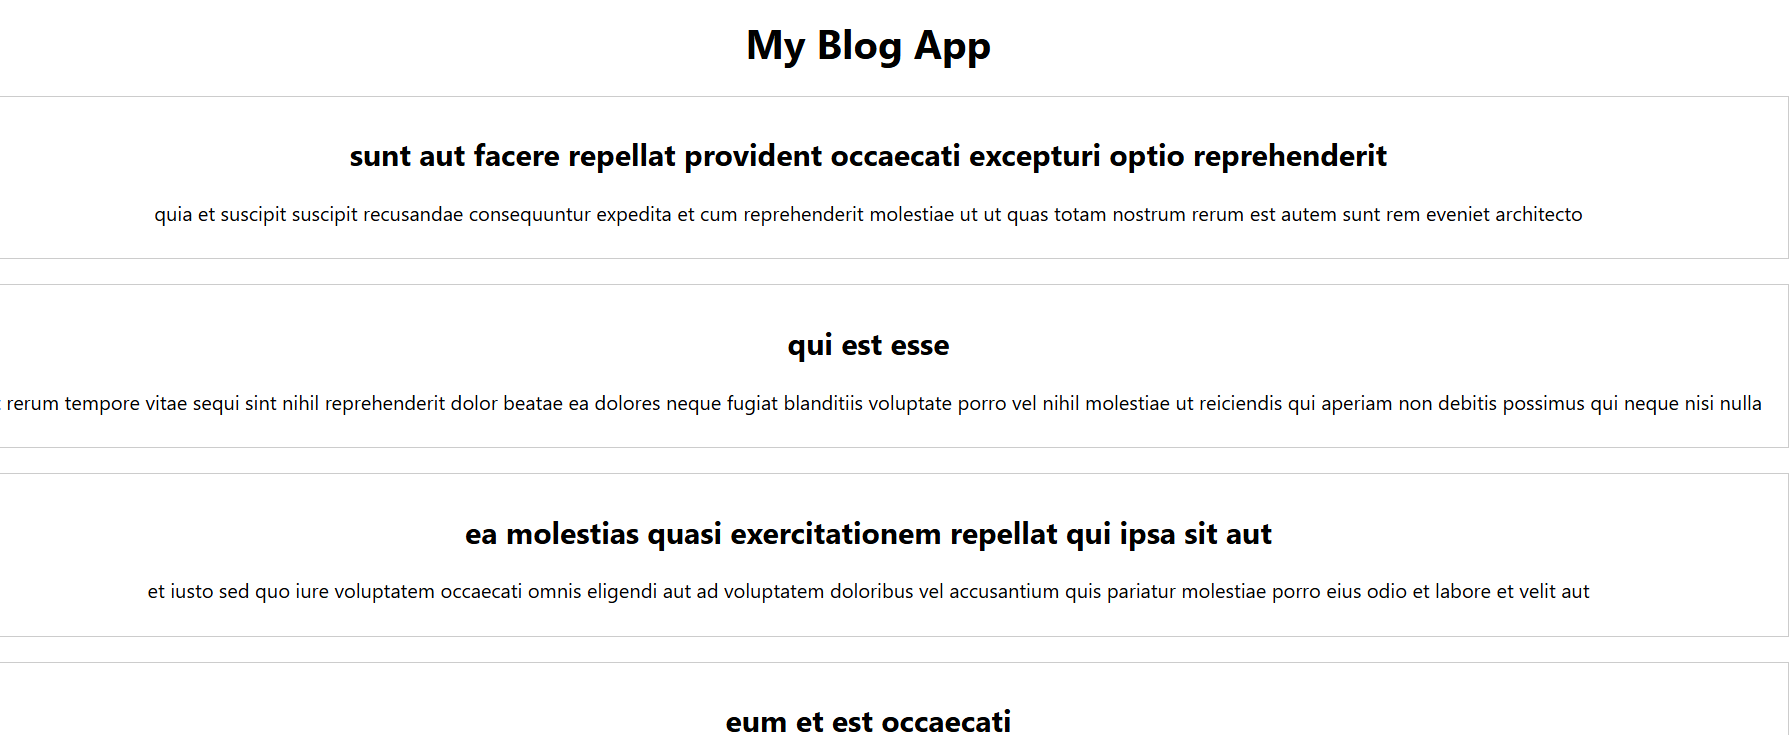 My Blog App
sunt aut facere repellat provident occaecati excepturi optio reprehenderit
quia et suscipit suscipit recusandae consequuntur expedita et cum reprehenderit molestiae ut ut quas totam nostrum rerum est autem sunt rem eveniet architecto
qui est esse
rerum tempore vitae sequi sint nihil reprehenderit dolor beatae ea dolores neque fugiat blanditiis voluptate porro vel nihil molestiae ut reiciendis qui aperiam non debitis possimus qui neque nisi nulla
ea molestias quasi exercitationem repellat qui ipsa sit aut
et iusto sed quo iure voluptatem occaecati omnis eligendi aut ad voluptatem doloribus vel accusantium quis pariatur molestiae porro eius odio et labore et velit aut
eum et est occaecati